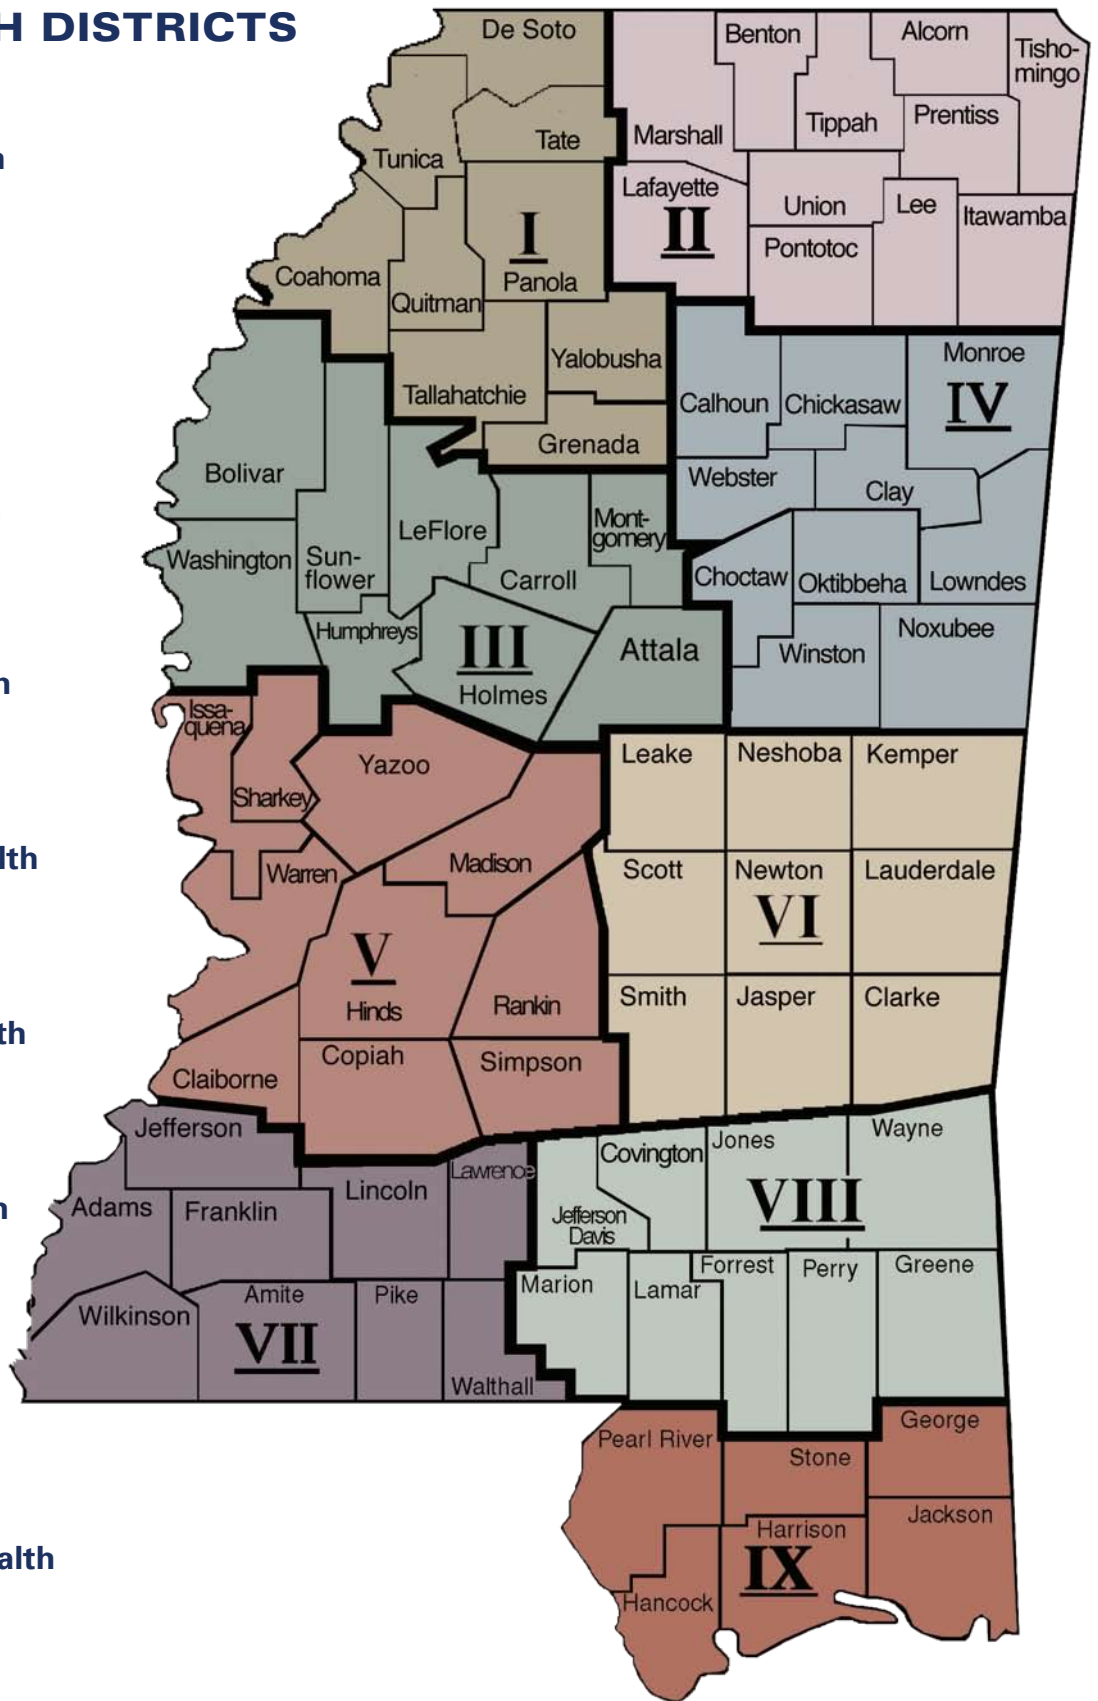 H DISTRICTS
De Soto
Benton
Alcorn
Tisho-
mingo
Marshall
Tippah
Prentiss
Tunica
Tate
Lafayette
Union
Lee
Itawamba
I
II
Pontotoc
Coahoma
Quitman
Panola
Yalobusha
Tallahatchie
Grenada
Monroe
Calhoun
Chickasaw
IV
Webster
Clay
Bolivar
LeFlore
Mont-
gomery
Washington
Sun-
flower
Carroll
Choctaw
Oktibbeha
Lowndes
Humphreys
III
Holmes
Attala
Winston
Noxubee
Issa-
quena
Sharkey
Yazoo
Leake
Neshoba
Kemper
lth
Warren
Madison
Scott
Newton
Lauderdale
VI
V
Hinds
Rankin
Smith
Jasper
Clarke
th
Claiborne
Copiah
Simpson
Jefferson
Lawrence
Covington
Jones
Wayne
Adams
Franklin
Lincoln
Jefferson
Davis
VIII
Wilkinson
Amite
Pike
Marion
Lamar
Forrest
Perry
Greene
VII
Walthall
Pearl River
Stone
George
Harrison
Jackson
IX
Hancock
alth